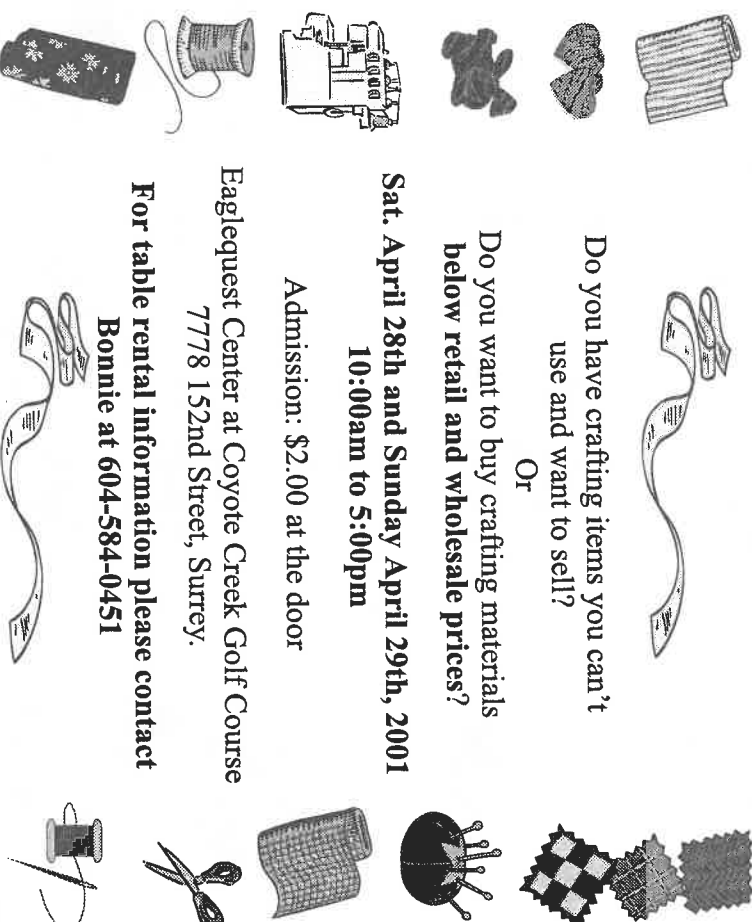 Do you have crafting items you can't
use and want to sell?
Or
Do you want to buy crafting materials
below retail and wholesale prices?
Sat. April 28th and Sunday April 29th, 2001
10:00am to 5:00pm
Admission: $2.00 at the door
Eaglequest Center at Coyote Creek Golf Course
7778 152nd Street, Surrey.
For table rental information please contact
Bonnie at 604-584-0451